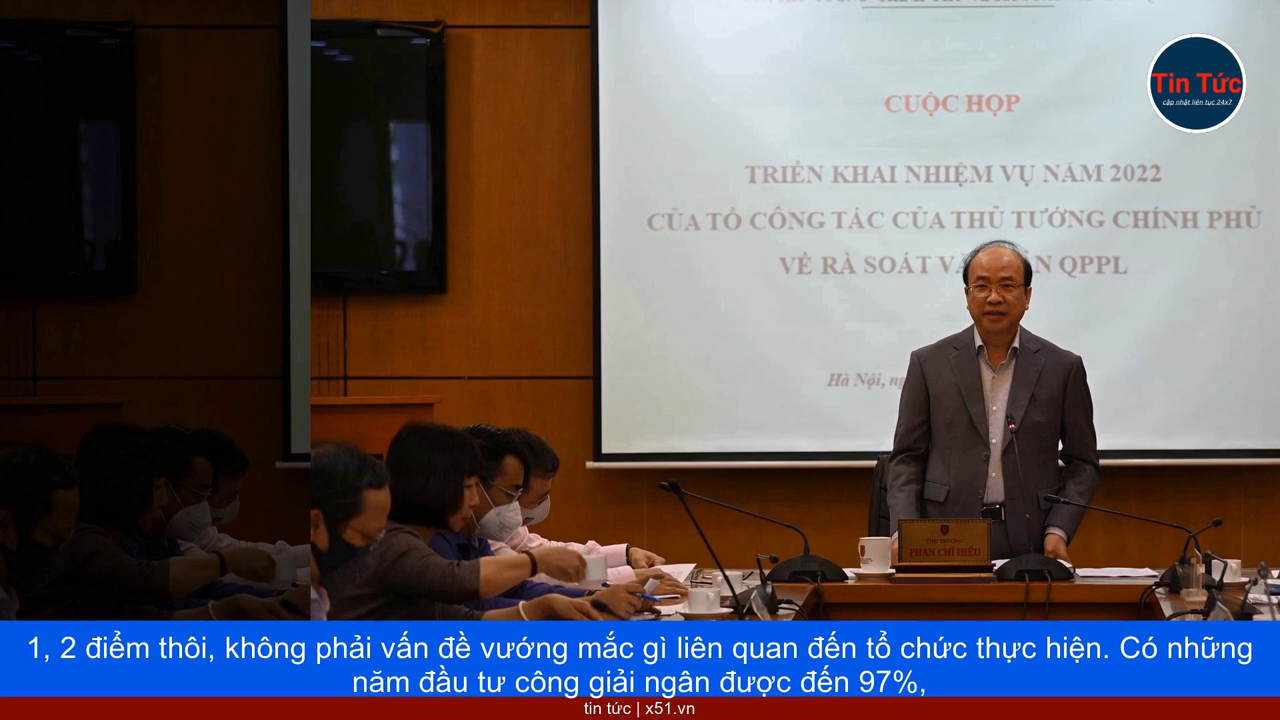 Tin Tức
cập nhật liên tục 24x7
CUỘC HỌP
TRIỂN KHAI NHIỆM VỤ NĂM 2022
CỦA TỔ CÔNG TÁC CỦA THỦ TƯỚNG CHÍNH PHỦ
VỀ RÀ SOÁT QPPL
Hà Nội,
THỨ TRƯỞNG
PHAN CHÍ HIẾU
1, 2 điểm thôi, không phải vấn đề vướng mắc gì liên quan đến tổ chức thực hiện. Có những
năm đầu tư công giải ngân được đến 97%,
tin tức | x51.vn